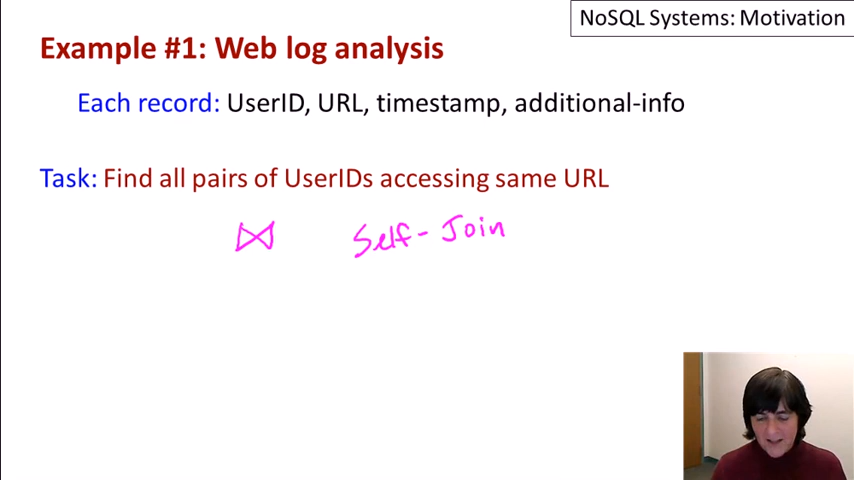 NoSQL Systems: Motivation
Example #1: Web log analysis
Each record: UserID, URL, timestamp, additional-info
Task: Find all pairs of UserIDs accessing same URL
⋈ Self-Join